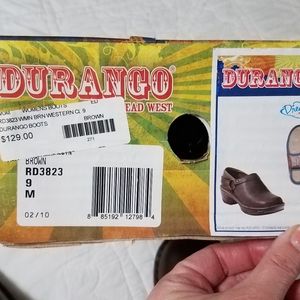 DURANGO
DURANGO
EAD WEST
WOMENS BOOTS
RD3823 WMN BRN WESTERN CL 9
DURANGO BOOTS
BROWN
$129.00
271
BROWN
RD3823
9
M
02/10
8 85192 12798 4